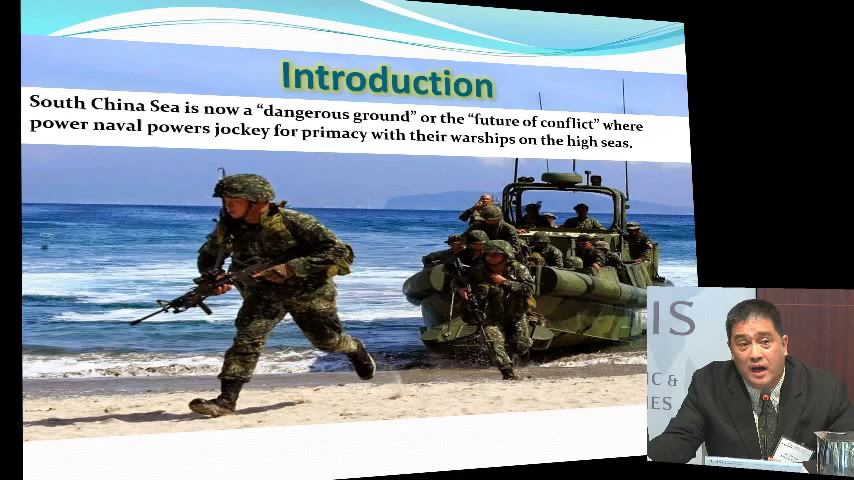 Introduction
South China Sea is now a “dangerous ground” or the “future of conflict” where
power naval powers jockey for primacy with their warships on the high seas.
IS
IC &
IES